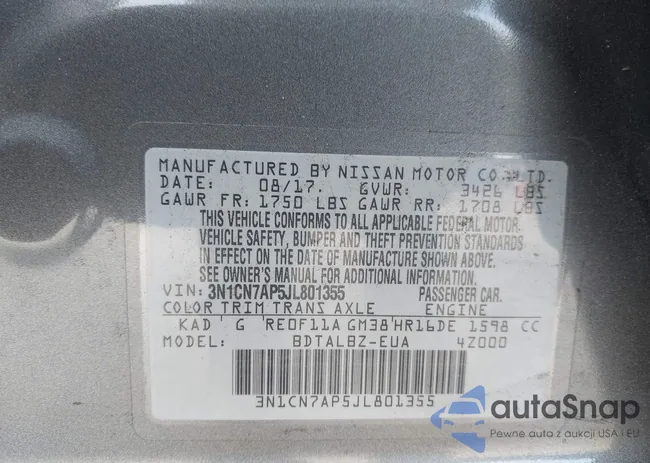 MANUFACTURED BY NISSAN MOTOR CO.,LTD.
DATE: 08/17. GVWR: 3426 LBS
GAWR FR: 1750 LBS GAWR RR: 1708 LBS
THIS VEHICLE CONFORMS TO ALL APPLICABLE FEDERAL MOTOR
VEHICLE SAFETY, BUMPER AND THEFT PREVENTION STANDARDS
IN EFFECT ON THE DATE OF MANUFACTURE SHOWN ABOVE.
SEE OWNER'S MANUAL FOR ADDITIONAL INFORMATION.
VIN: 3N1CN7AP5JL801355 PASSENGER CAR.
COLOR TRIM TRANS AXLE ENGINE
KAD G RE0F11A GM38 HR16DE 1598 CC
MODEL: BDTALBZ-EUA 4Z000
3N1CN7AP5JL801355
autaSnap
Pewne auta z aukcji USA i EU